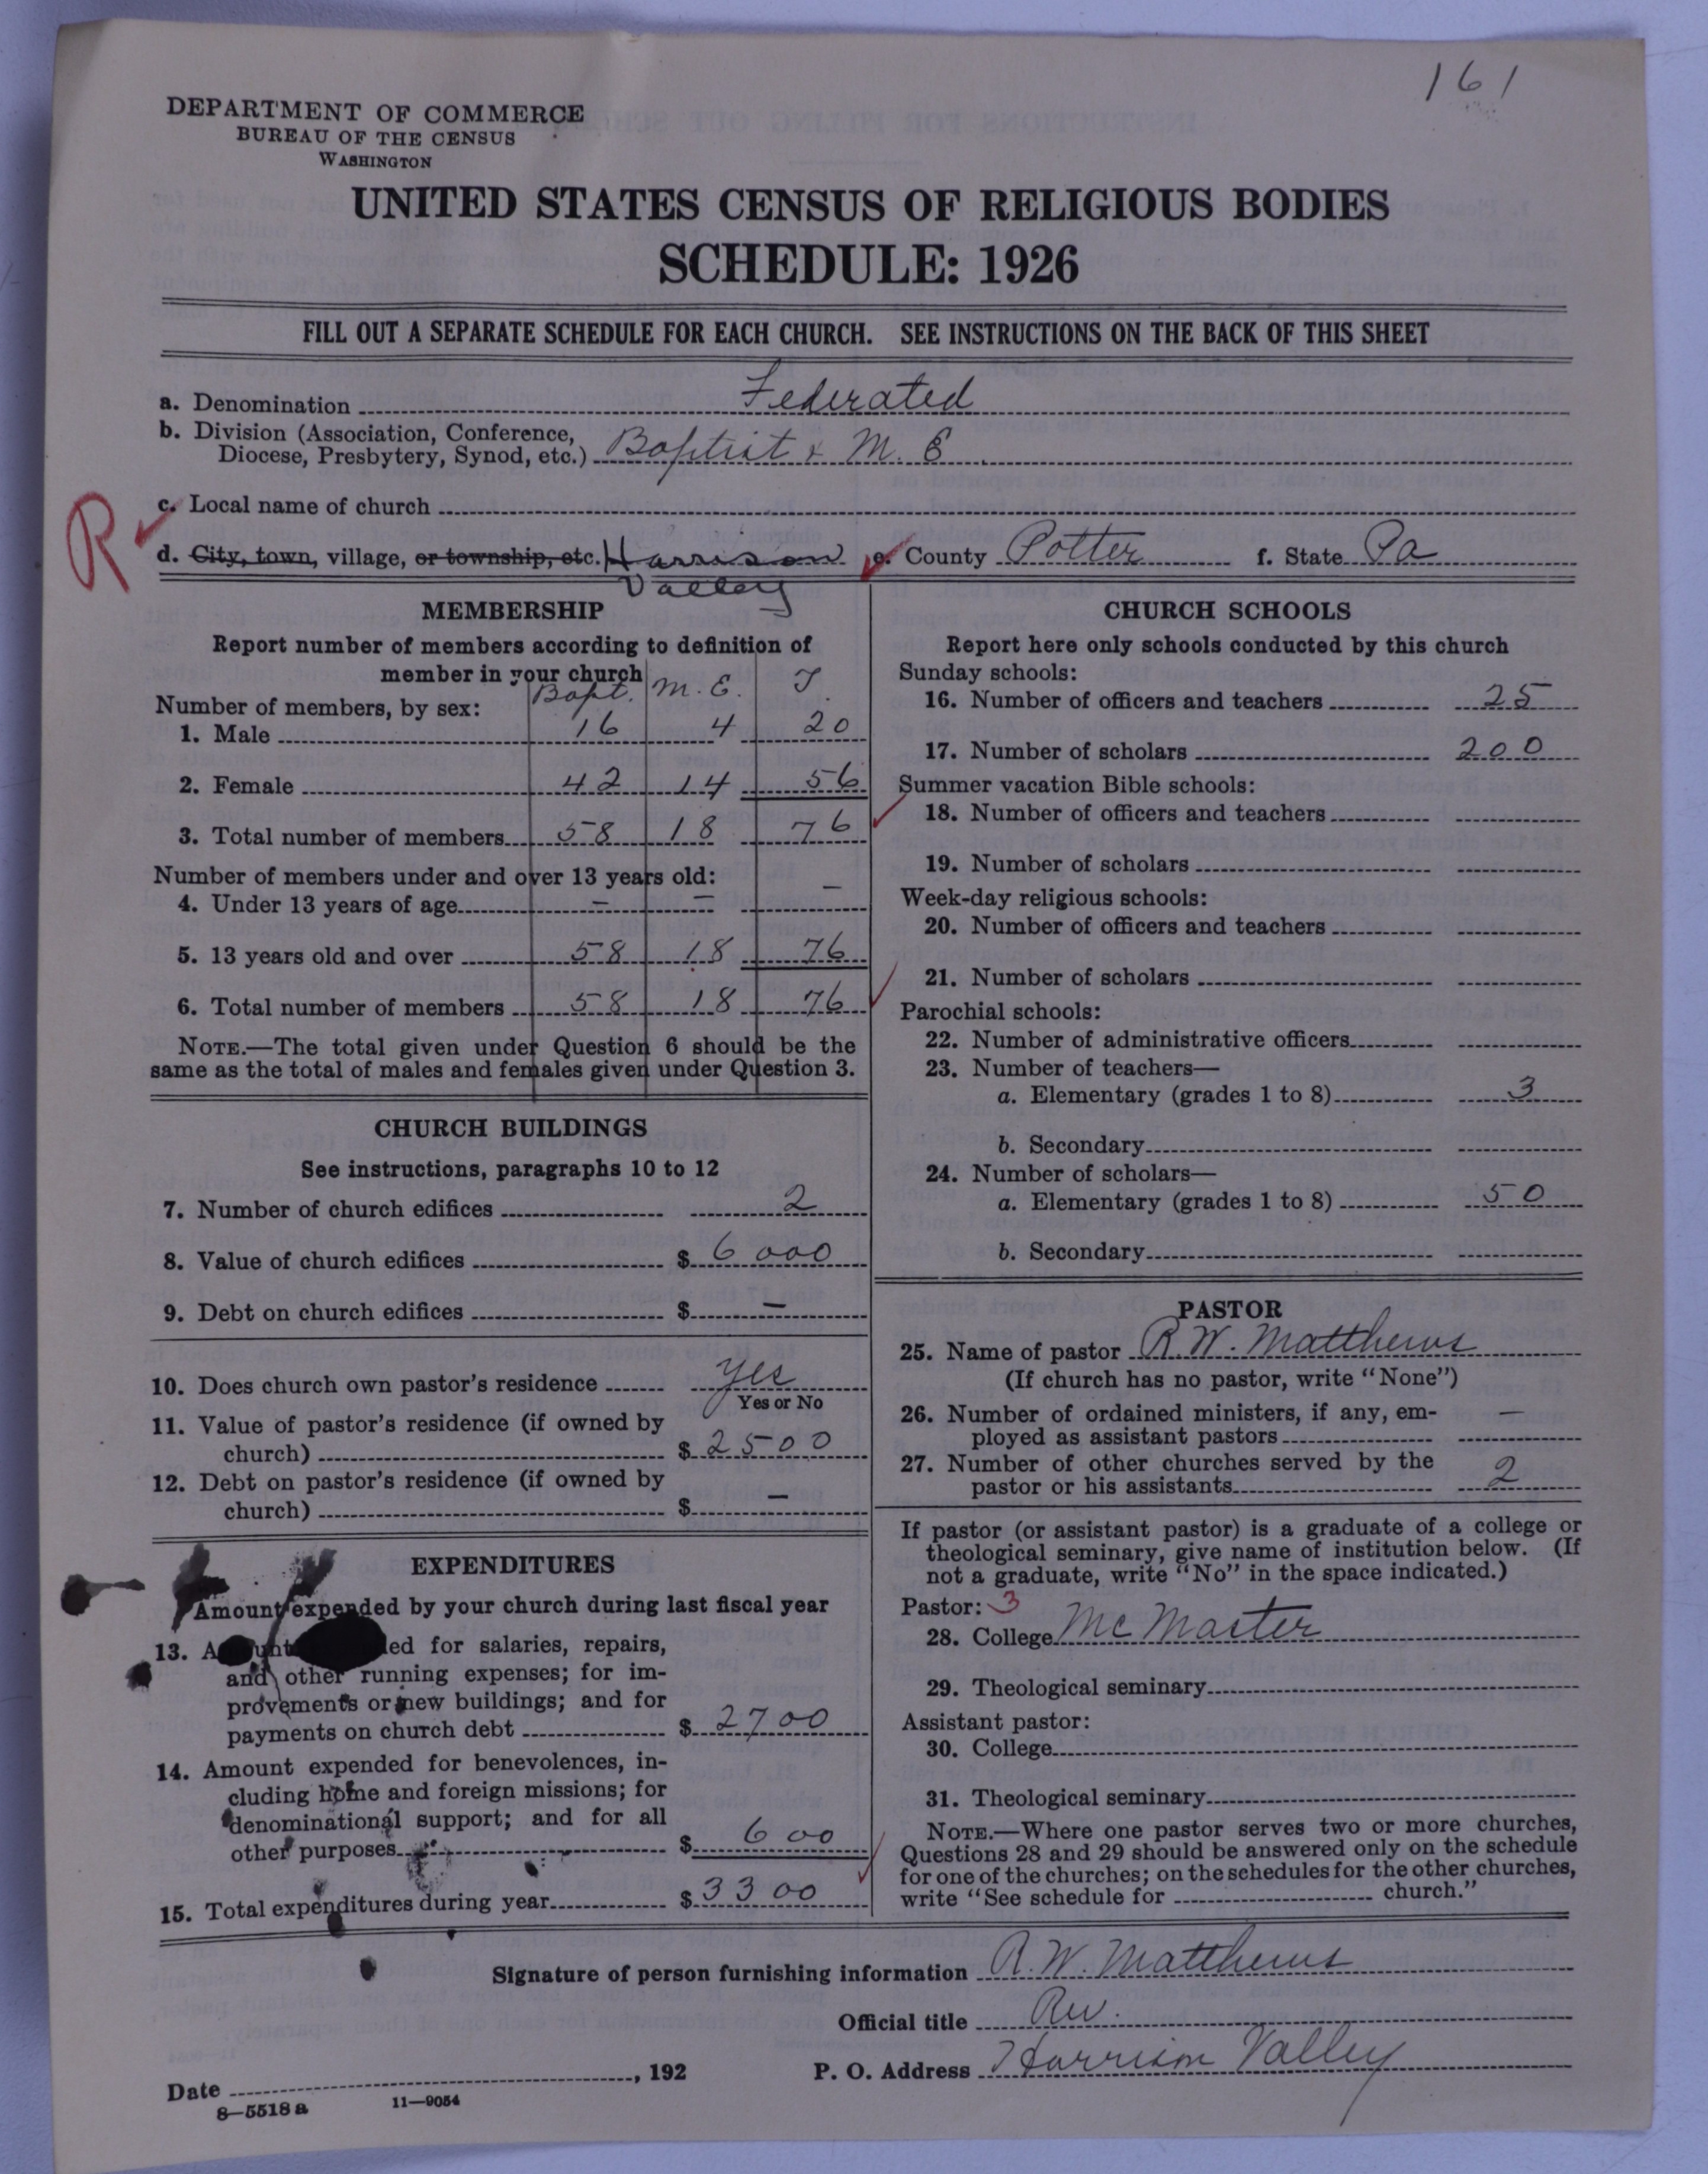 161
DEPARTMENT OF COMMERCE
BUREAU OF THE CENSUS
WASHINGTON
UNITED STATES CENSUS OF RELIGIOUS BODIES
SCHEDULE: 1926
FILL OUT A SEPARATE SCHEDULE FOR EACH CHURCH. SEE INSTRUCTIONS ON THE BACK OF THIS SHEET
a. Denomination Federated
b. Division (Association, Conference,
Diocese, Presbytery, Synod, etc.) Baptist & M. E.
R
c. Local name of church
d. City, town, village, or township, etc. Harrison Valley e. County Potter f. State Pa
MEMBERSHIP
Report number of members according to definition of
member in your church
Bapt. M. E. T.
Number of members, by sex:
1. Male 16 4 20
2. Female 42 14 56
3. Total number of members 58 18 76
Number of members under and over 13 years old:
4. Under 13 years of age — — —
5. 13 years old and over 58 18 76
6. Total number of members 58 18 76
NOTE.—The total given under Question 6 should be the
same as the total of males and females given under Question 3.
CHURCH BUILDINGS
See instructions, paragraphs 10 to 12
7. Number of church edifices 2
8. Value of church edifices $ 6000
9. Debt on church edifices $ —
10. Does church own pastor's residence yes
Yes or No
11. Value of pastor's residence (if owned by
church) $ 2500
12. Debt on pastor's residence (if owned by
church) $ —
EXPENDITURES
Amount expended by your church during last fiscal year
13. for salaries, repairs,
and other running expenses; for im-
provements or new buildings; and for
payments on church debt $ 2700
14. Amount expended for benevolences, in-
cluding home and foreign missions; for
denominational support; and for all
other purposes $ 600
15. Total expenditures during year $ 3300
CHURCH SCHOOLS
Report here only schools conducted by this church
Sunday schools:
16. Number of officers and teachers 25
17. Number of scholars 200
Summer vacation Bible schools:
18. Number of officers and teachers
19. Number of scholars
Week-day religious schools:
20. Number of officers and teachers
21. Number of scholars
Parochial schools:
22. Number of administrative officers
23. Number of teachers—
a. Elementary (grades 1 to 8) 3
b. Secondary
24. Number of scholars—
a. Elementary (grades 1 to 8) 50
b. Secondary
PASTOR
25. Name of pastor R. W. Matthews
(If church has no pastor, write "None")
26. Number of ordained ministers, if any, em-
ployed as assistant pastors —
27. Number of other churches served by the
pastor or his assistants 2
If pastor (or assistant pastor) is a graduate of a college or
theological seminary, give name of institution below. (If
not a graduate, write "No" in the space indicated.)
Pastor: 3
28. College Mc Master
29. Theological seminary
Assistant pastor:
30. College
31. Theological seminary
NOTE.—Where one pastor serves two or more churches,
Questions 28 and 29 should be answered only on the schedule
for one of the churches; on the schedules for the other churches,
write "See schedule for church."
Signature of person furnishing information R. W. Matthews
Official title Rev.
Date , 192 P. O. Address Harrison Valley
8—5518 a 11—9054